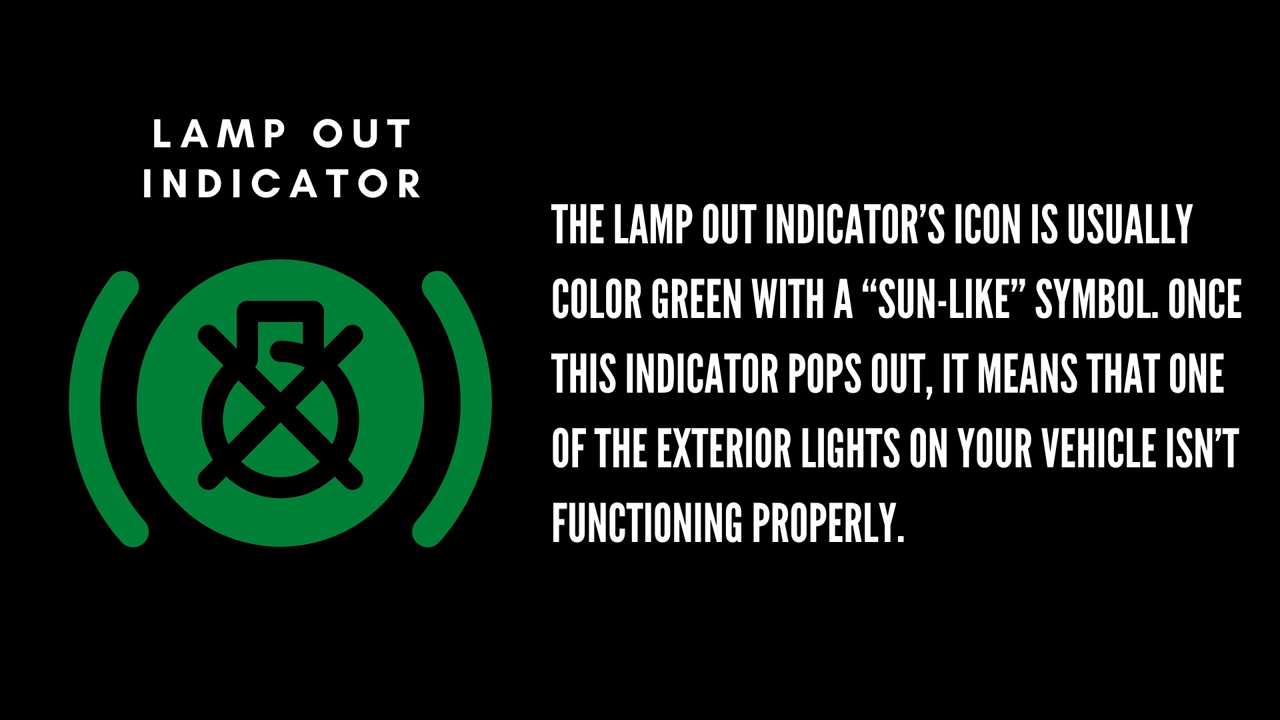 LAMP OUT
INDICATOR
THE LAMP OUT INDICATOR’S ICON IS USUALLY
COLOR GREEN WITH A “SUN-LIKE” SYMBOL. ONCE
THIS INDICATOR POPS OUT, IT MEANS THAT ONE
OF THE EXTERIOR LIGHTS ON YOUR VEHICLE ISN’T
FUNCTIONING PROPERLY.